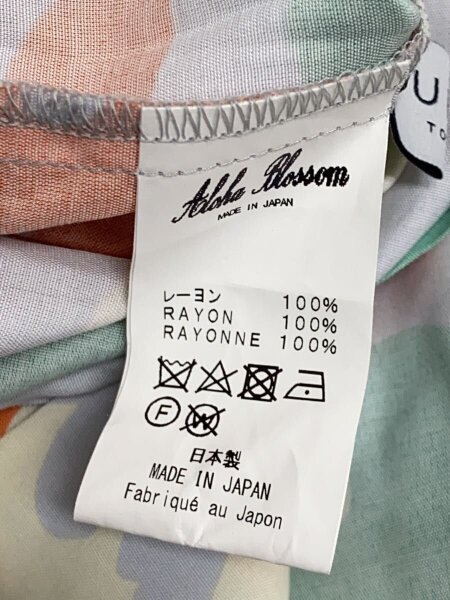 Aloha Blossom
MADE IN JAPAN
レーヨン 100%
RAYON 100%
RAYONNE 100%
F W
日本製
MADE IN JAPAN
Fabriqué au Japon
U
TO